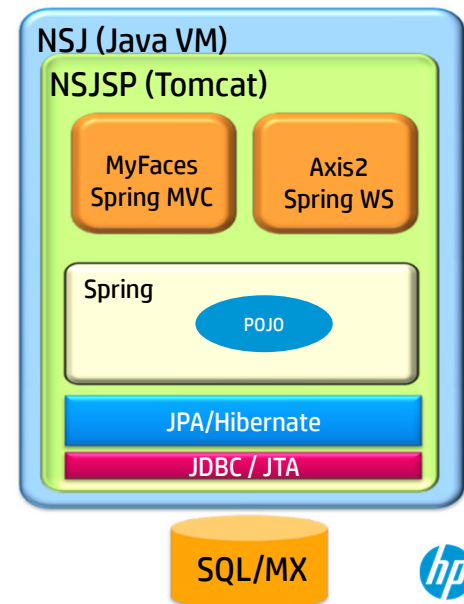 NSJ (Java VM)
NSJSP (Tomcat)
MyFaces
Spring MVC
Axis2
Spring WS
Spring
POJO
JPA/Hibernate
JDBC / JTA
SQL/MX
hp